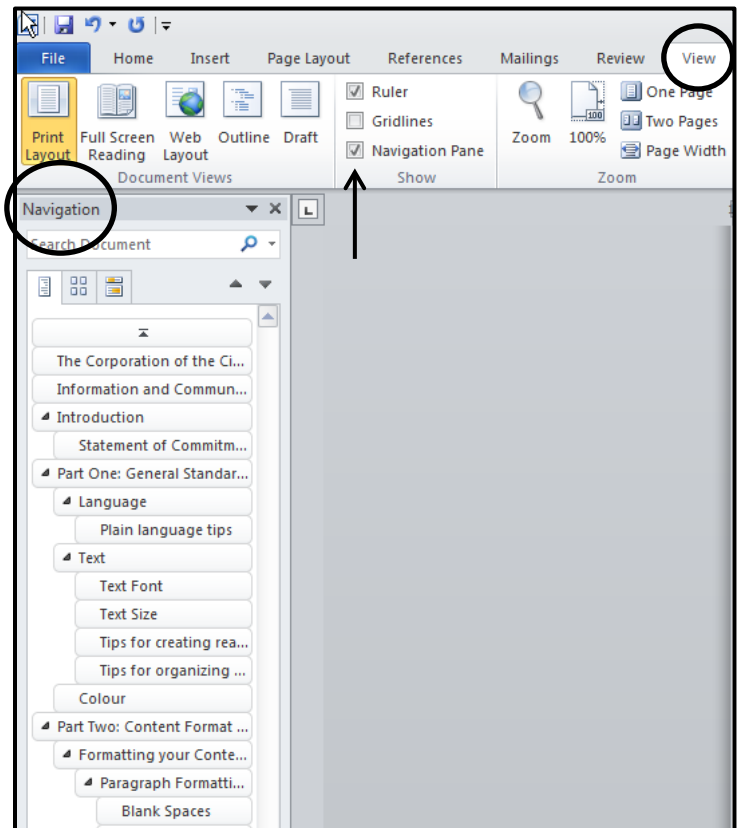 File Home Insert Page Layout References Mailings Review View
Print Layout
Full Screen Reading
Web Layout
Outline
Draft
Document Views
Ruler
Gridlines
Navigation Pane
Show
Zoom
100
100%
One Page
Two Pages
Page Width
Zoom
Navigation
Search Document
The Corporation of the Ci...
Information and Commun...
Introduction
Statement of Commitm...
Part One: General Standar...
Language
Plain language tips
Text
Text Font
Text Size
Tips for creating rea...
Tips for organizing ...
Colour
Part Two: Content Format ...
Formatting your Conte...
Paragraph Formatti...
Blank Spaces